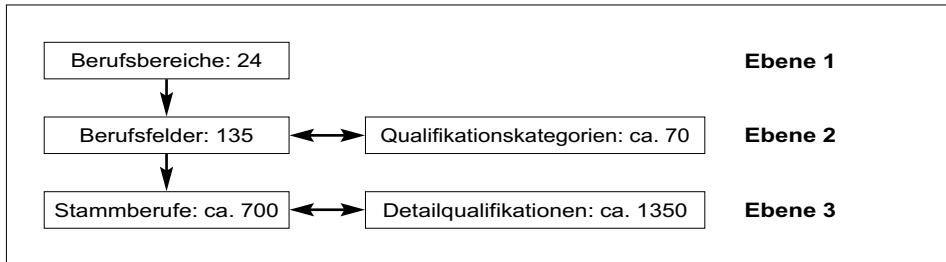 Berufsbereiche: 24 Ebene 1
Berufsfelder: 135 Qualifikationskategorien: ca. 70 Ebene 2
Stammberufe: ca. 700 Detailqualifikationen: ca. 1350 Ebene 3